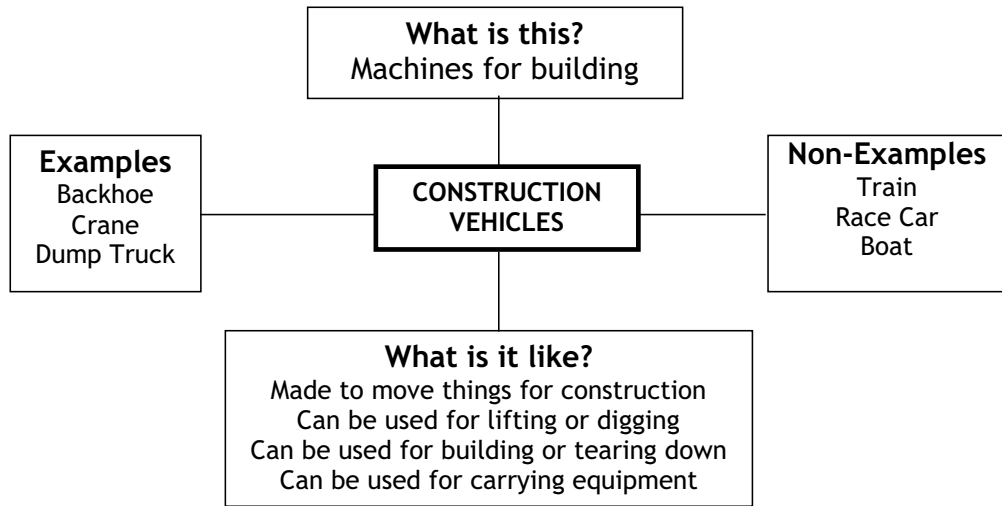 What is this?
Machines for building
Examples
Backhoe
Crane
Dump Truck
CONSTRUCTION
VEHICLES
Non-Examples
Train
Race Car
Boat
What is it like?
Made to move things for construction
Can be used for lifting or digging
Can be used for building or tearing down
Can be used for carrying equipment